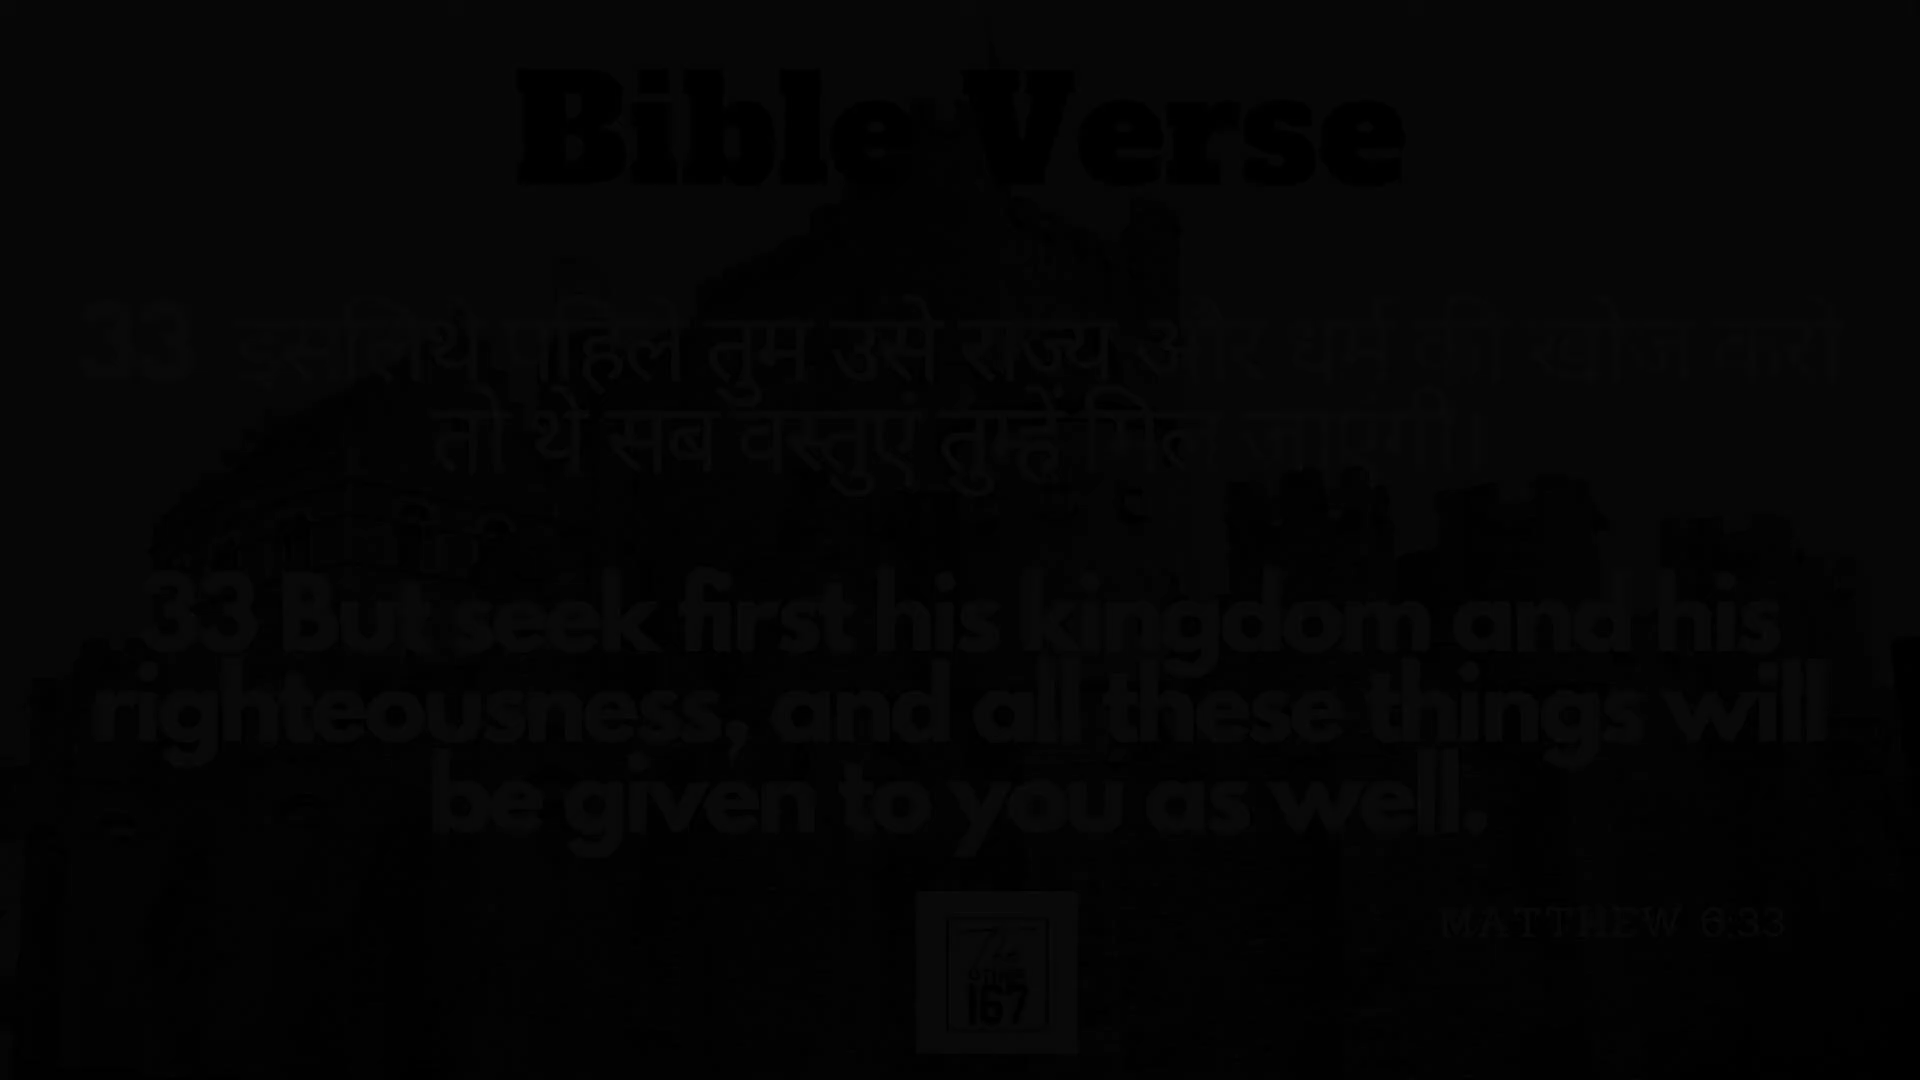 Bible Verse
33 इसलिथे पहिले तुम उसे राज्य और धर्म की खोज करो
तो थे सब वस्तुएं तुम्हें मिल जाएंगी।
33 But seek first his kingdom and his
righteousness, and all these things will
be given to you as well.
MATTHEW 6:33
167